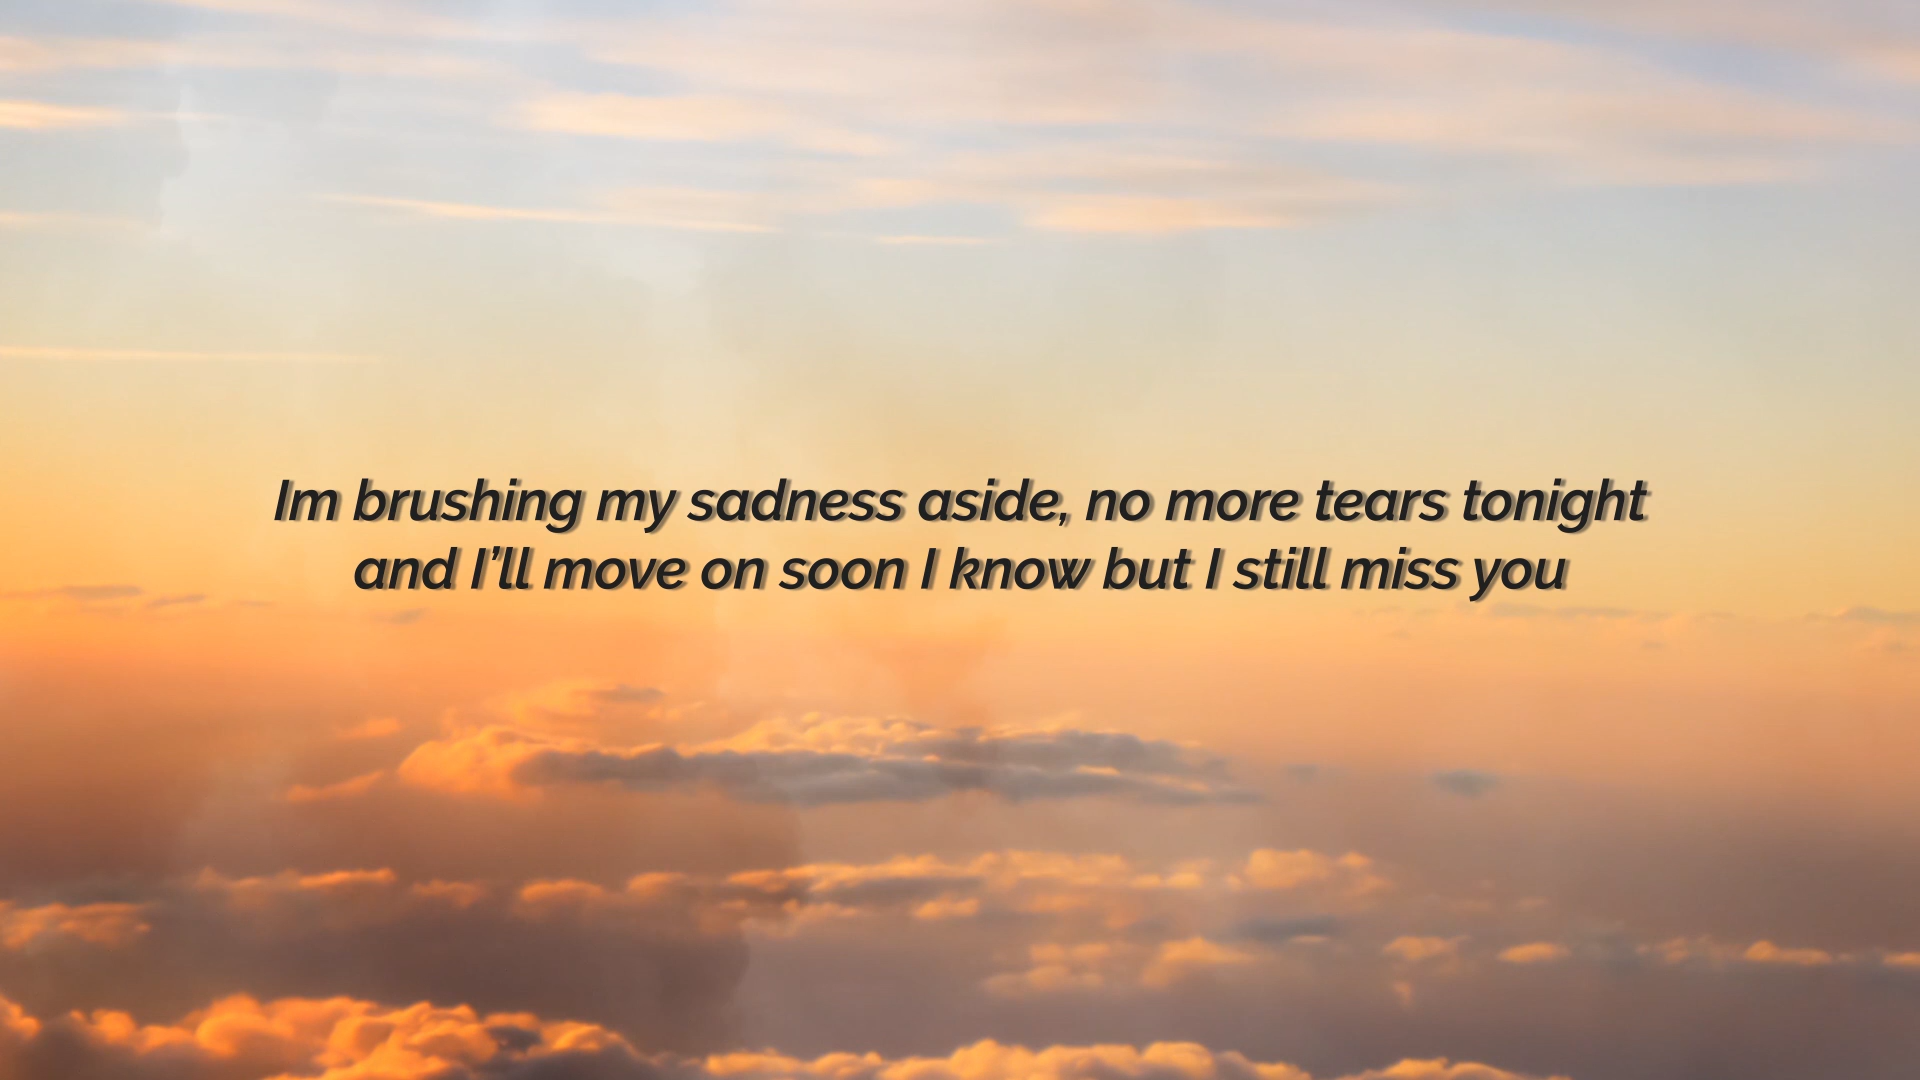 Im brushing my sadness aside, no more tears tonight
and I’ll move on soon I know but I still miss you